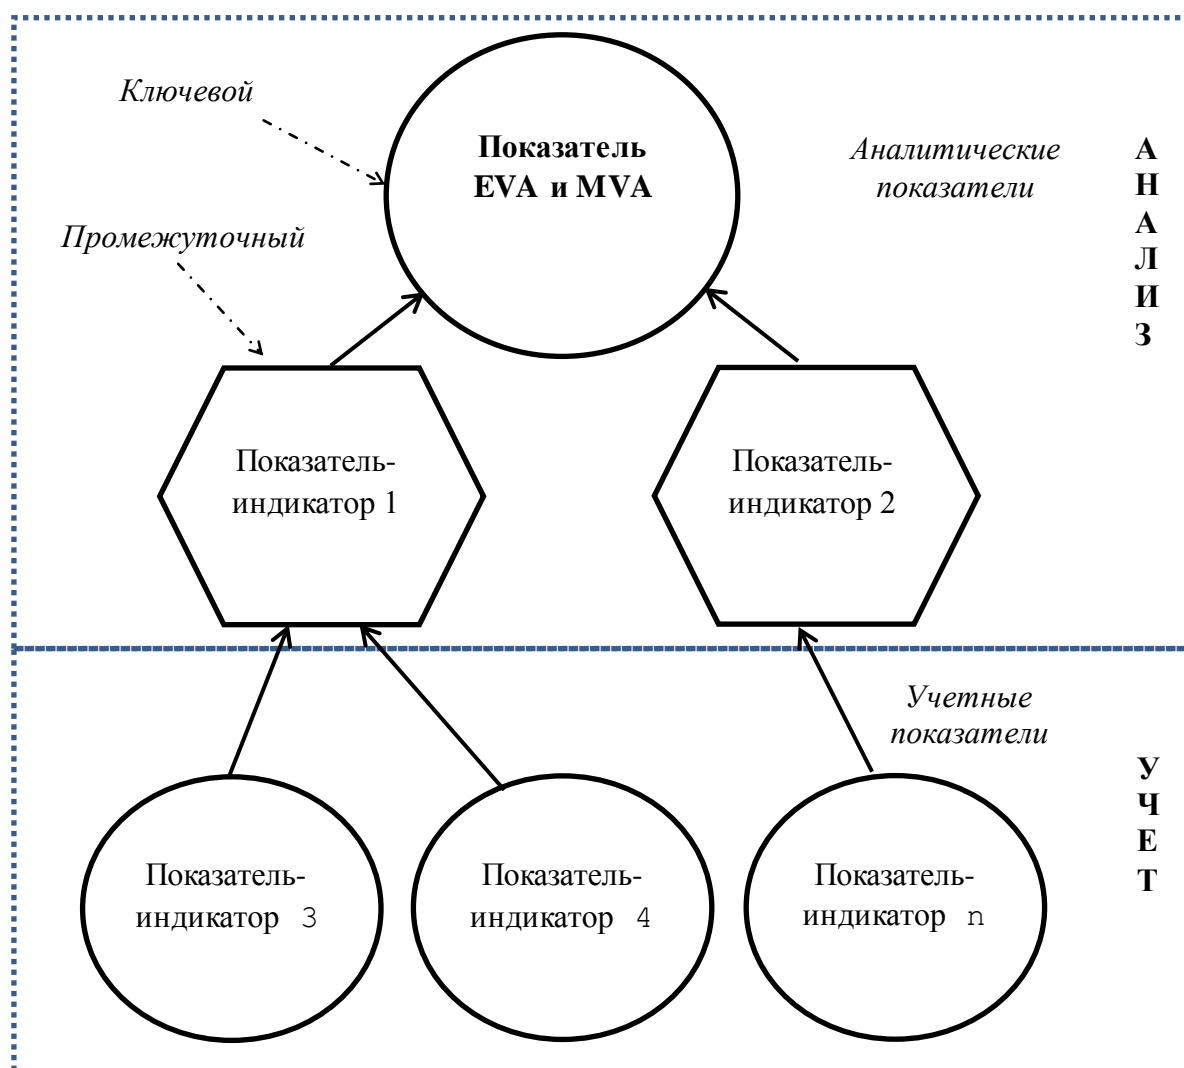 Ключевой
Показатель
EVA и MVA
Аналитические
показатели
А
Н
А
Л
И
З
Промежуточный
Показатель-
индикатор 1
Показатель-
индикатор 2
Учетные
показатели
У
Ч
Е
Т
Показатель-
индикатор 3
Показатель-
индикатор 4
Показатель-
индикатор n